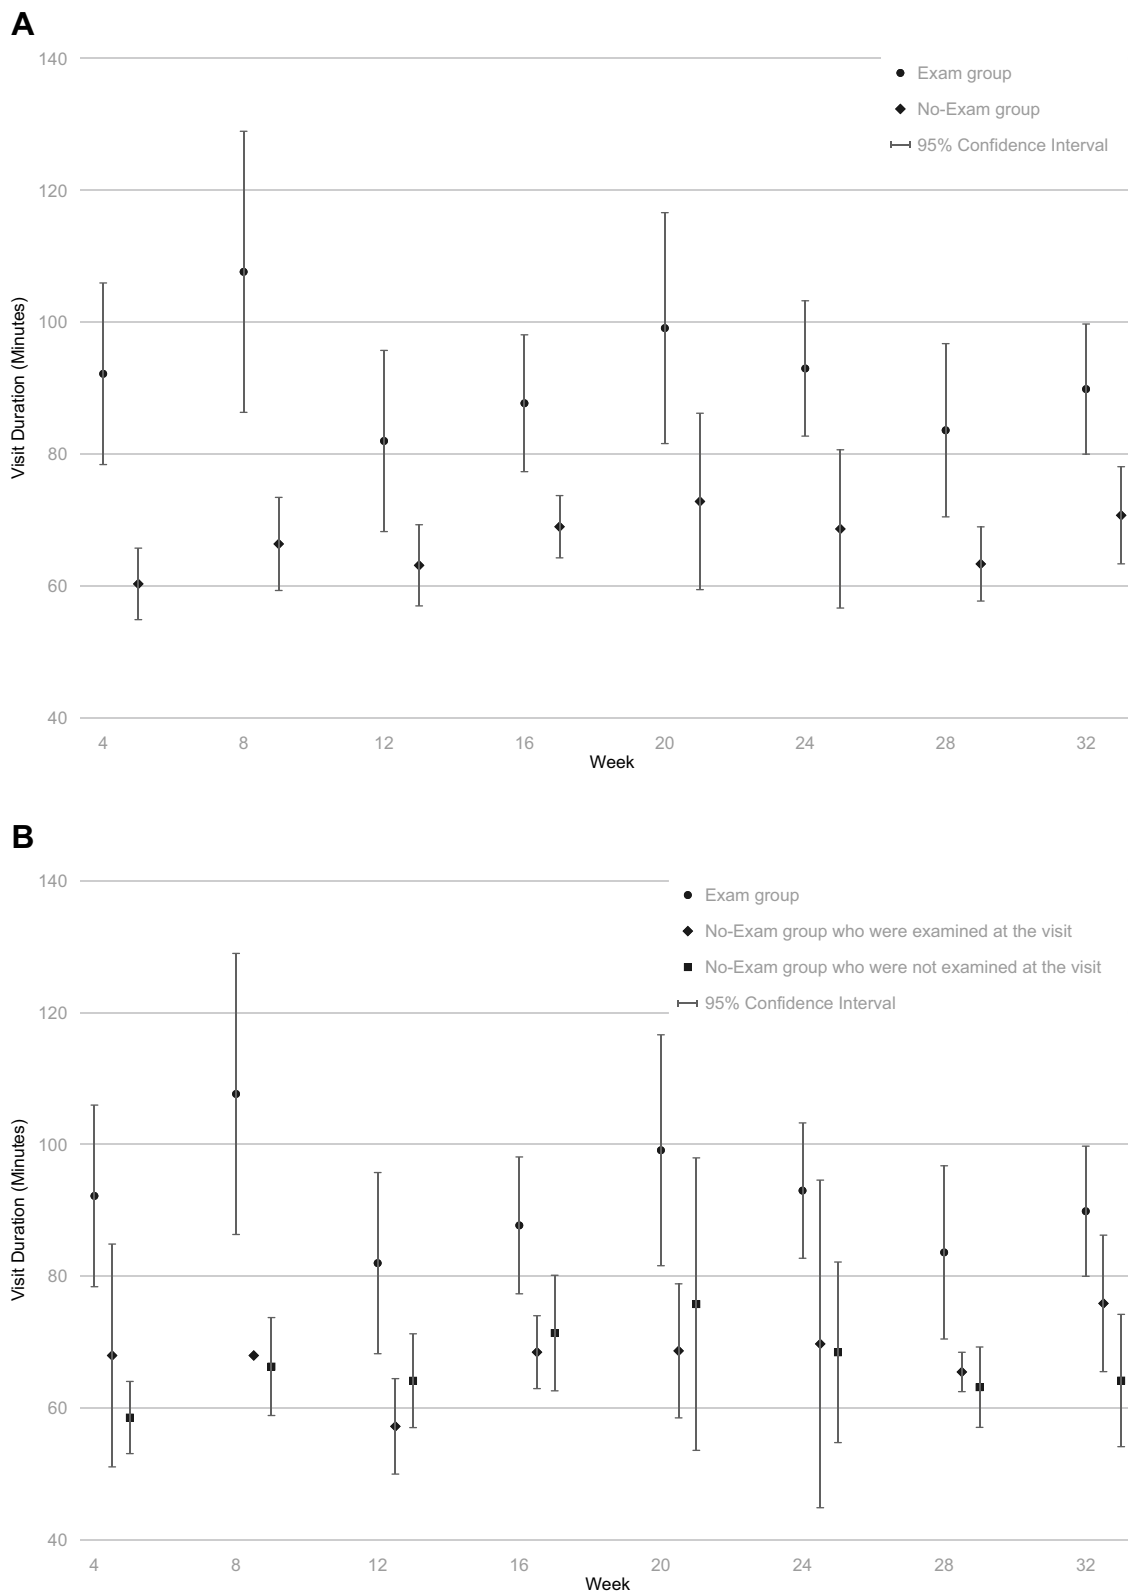 A
140
120
100
80
60
40
Visit Duration (Minutes)
Exam group
No-Exam group
95% Confidence Interval
4 8 12 16 20 24 28 32
Week
B
140
120
100
80
60
40
Visit Duration (Minutes)
Exam group
No-Exam group who were examined at the visit
No-Exam group who were not examined at the visit
95% Confidence Interval
4 8 12 16 20 24 28 32
Week